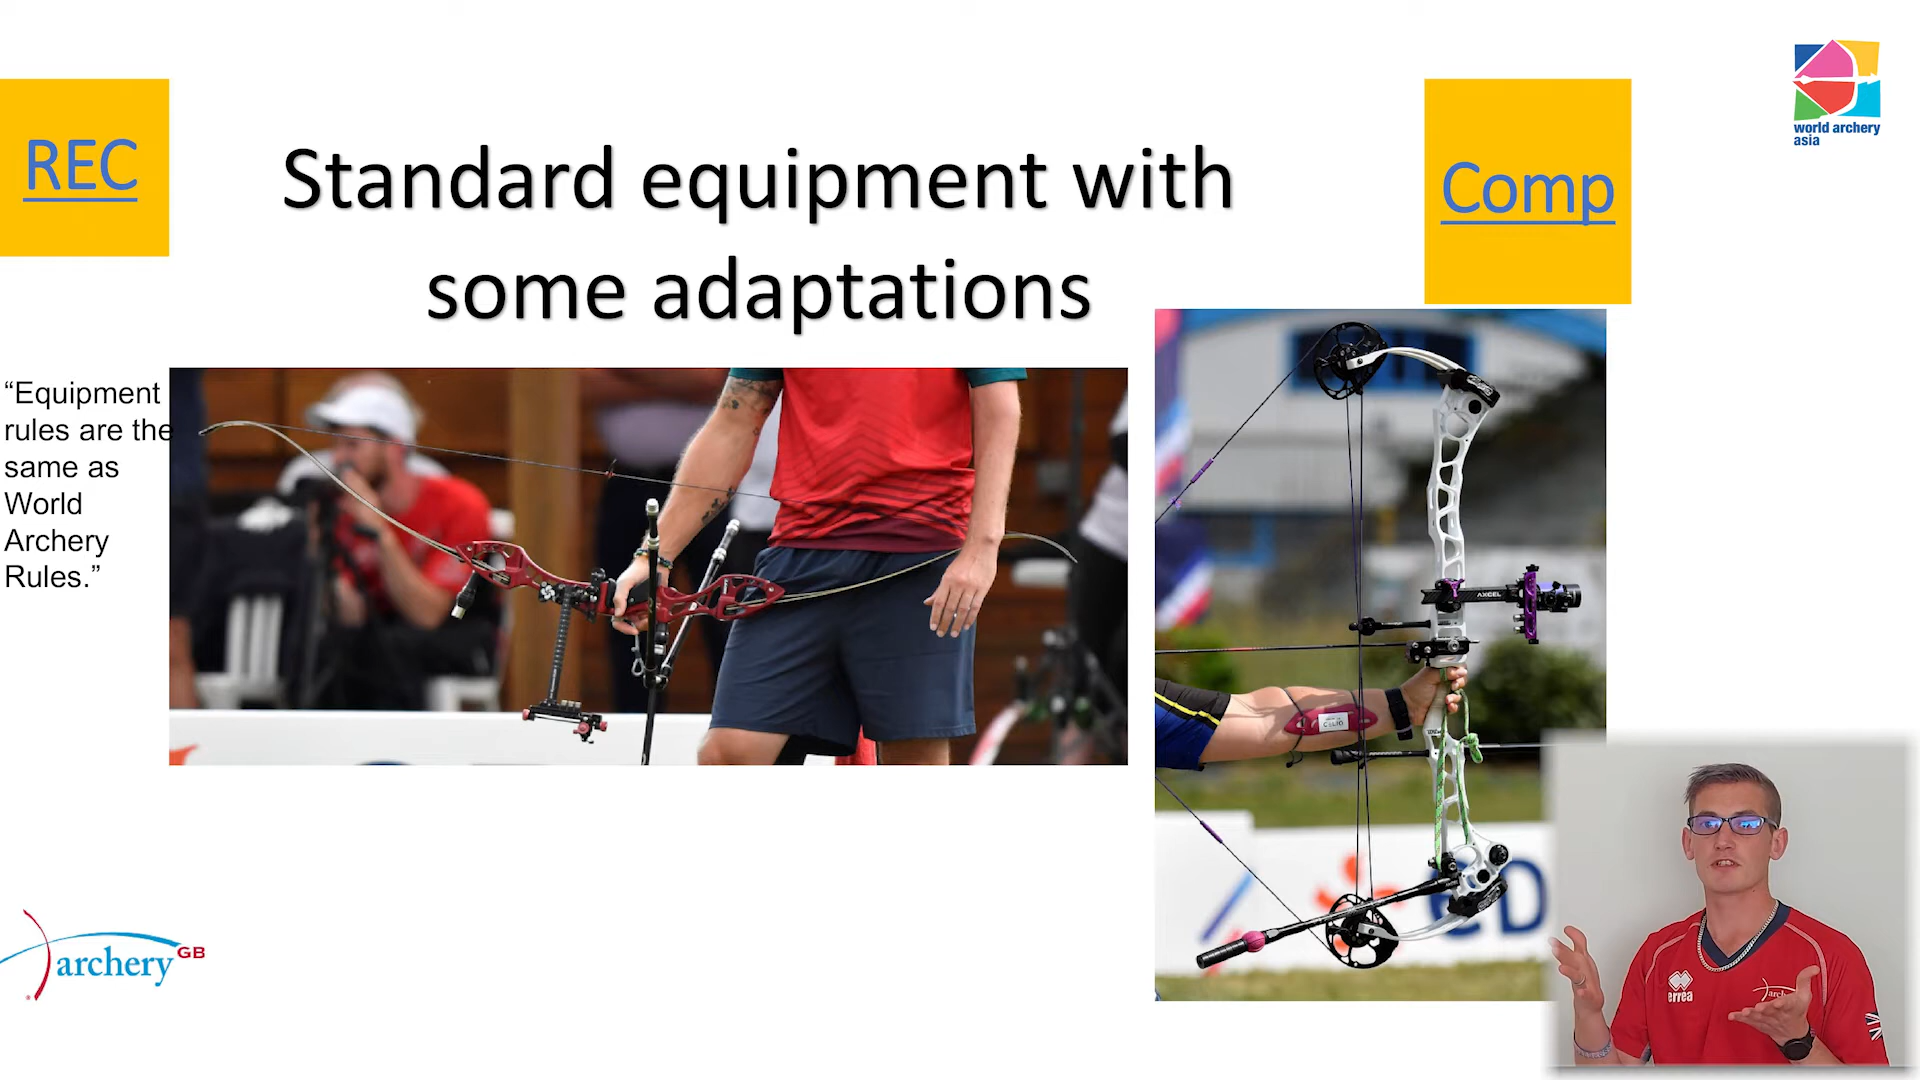 REC
Standard equipment with
some adaptations
Comp
world archery
asia
“Equipment
rules are the
same as
World
Archery
Rules.”
AXCEL
archery GB
errea